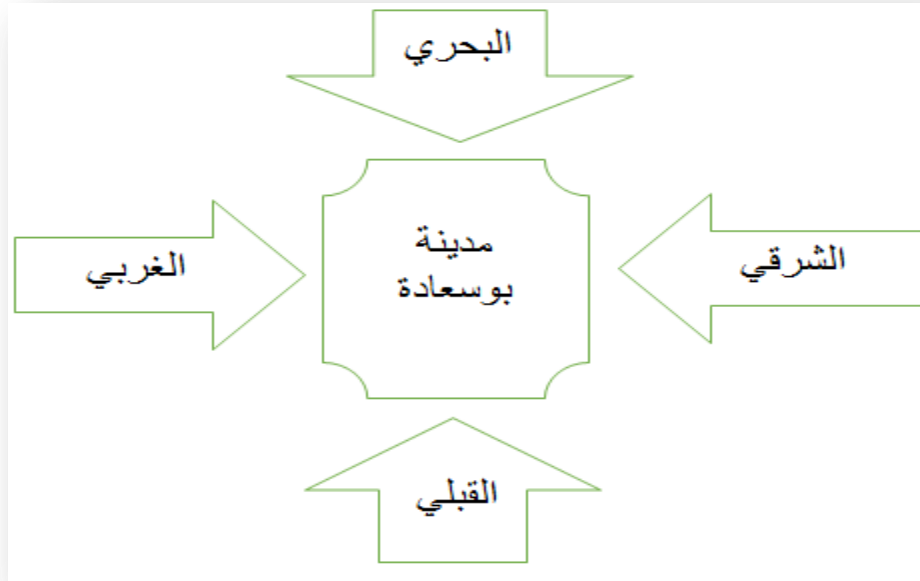 البحري
الشرقي
مدينة
بوسعادة
الغربي
القبلي